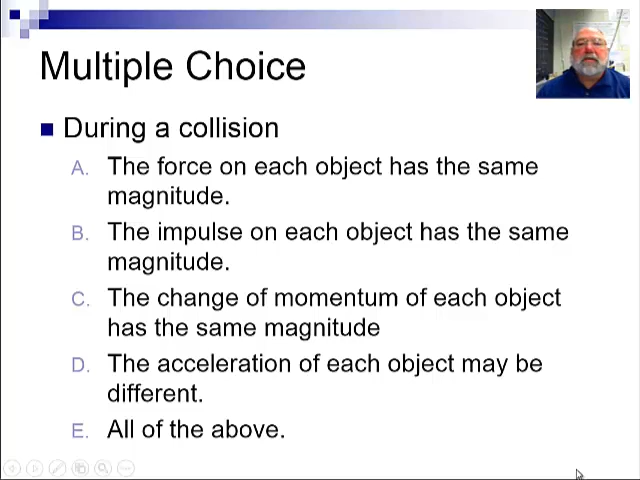 Multiple Choice
During a collision
A. The force on each object has the same
magnitude.
B. The impulse on each object has the same
magnitude.
C. The change of momentum of each object
has the same magnitude
D. The acceleration of each object may be
different.
E. All of the above.